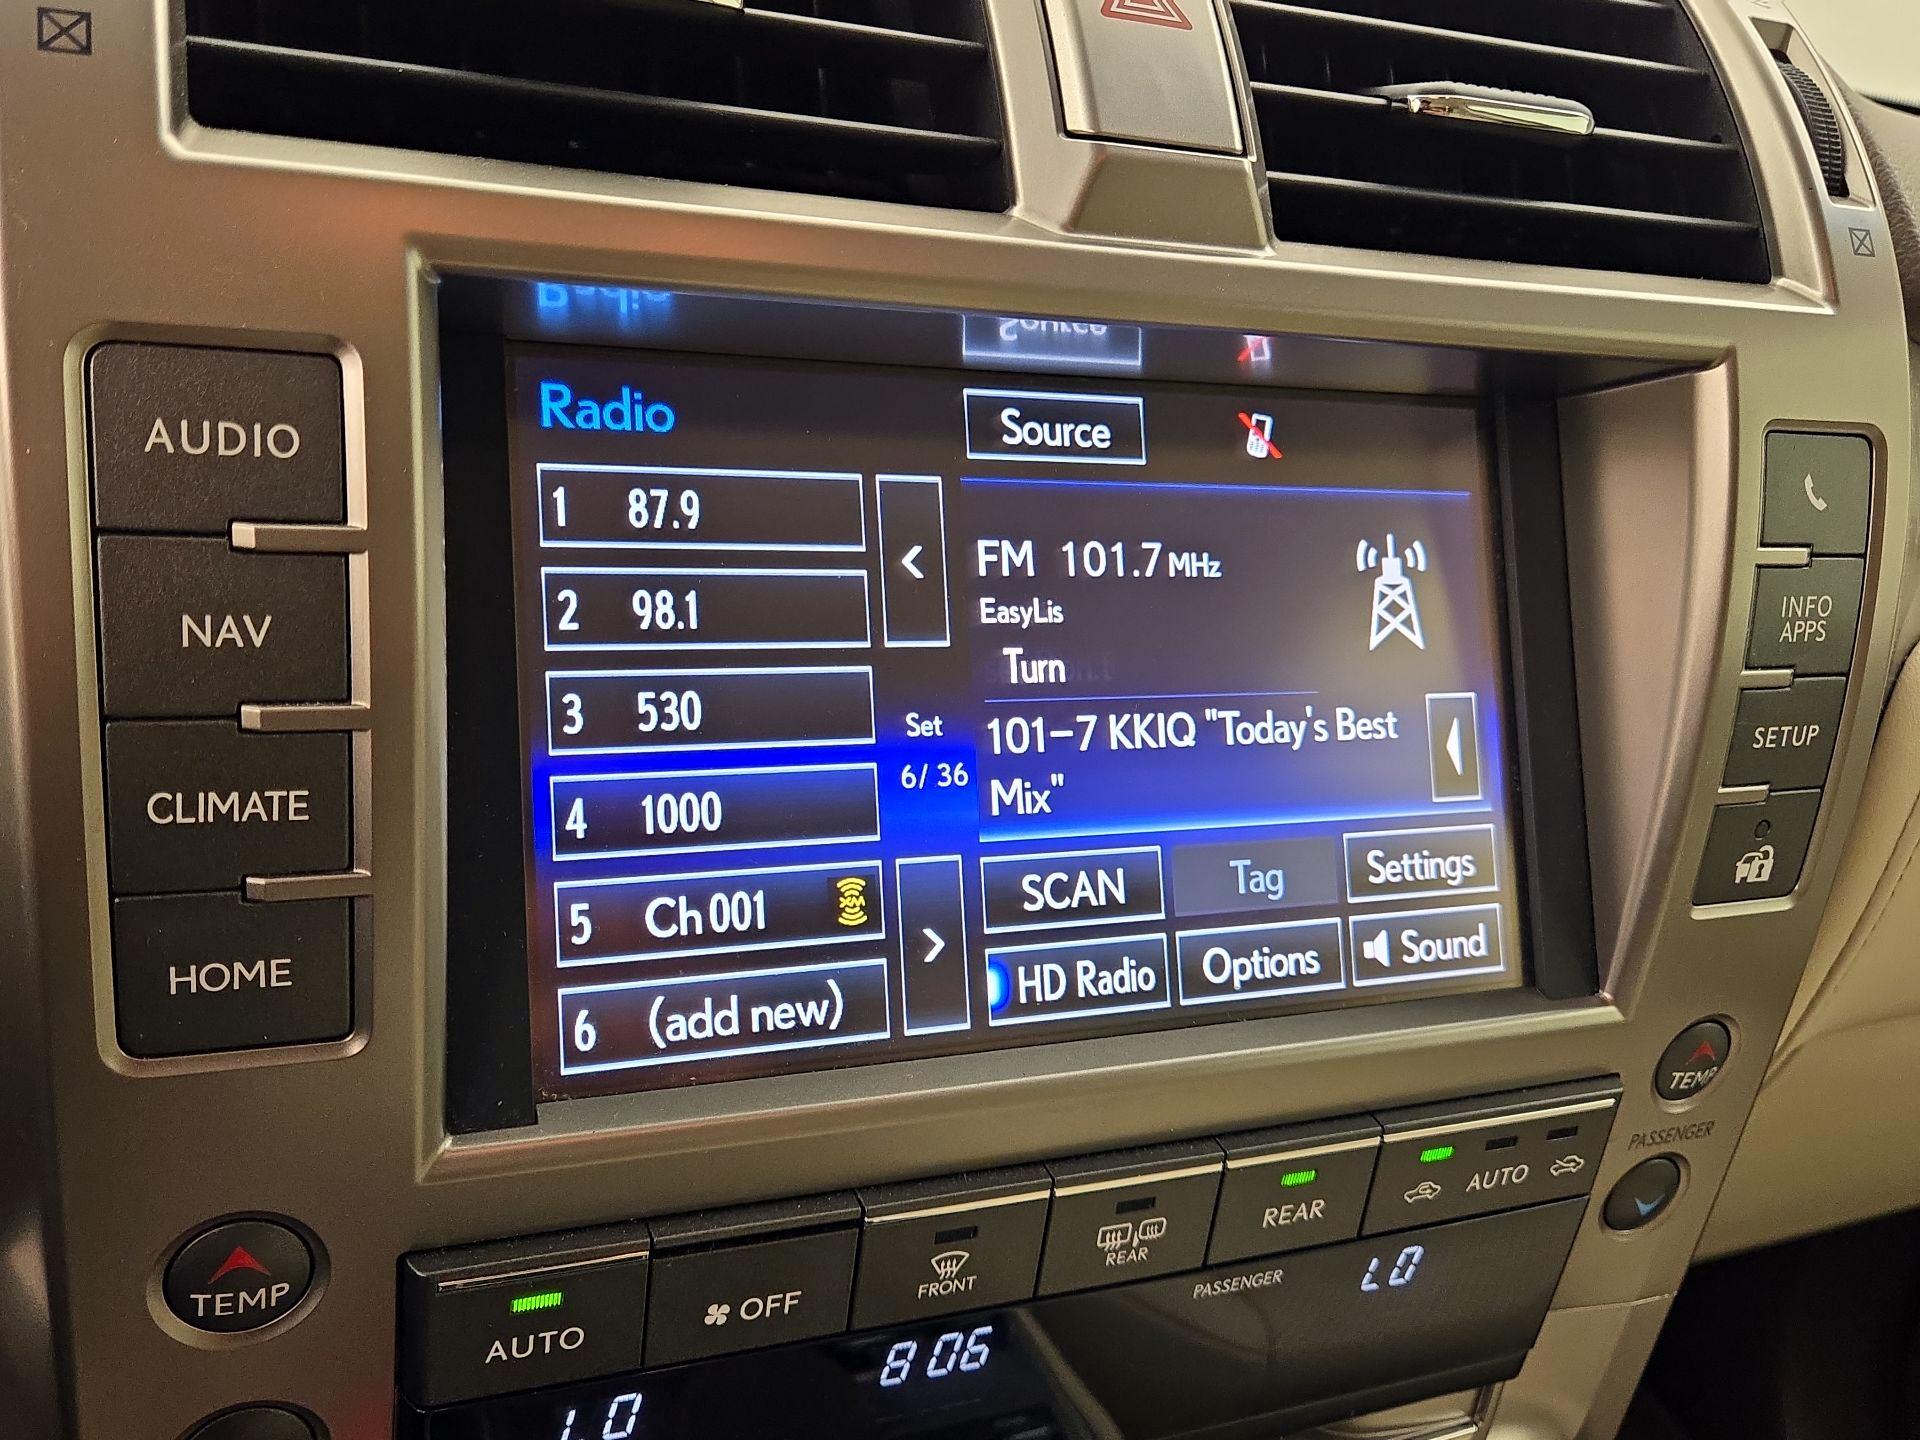 Radio
Source
1 87.9
2 98.1
3 530
4 1000
5 Ch 001 XM
6 (add new)
<
Set
6/ 36
>
FM 101.7 MHz
EasyLis
Turn
101-7 KKIQ "Today's Best
Mix"
SCAN
Tag
Settings
HD Radio
Options
Sound
AUDIO
NAV
CLIMATE
HOME
INFO
APPS
SETUP
TEMP
PASSENGER
TEMP
AUTO
OFF
FRONT
REAR
REAR
AUTO
PASSENGER
LO
8 06
LO